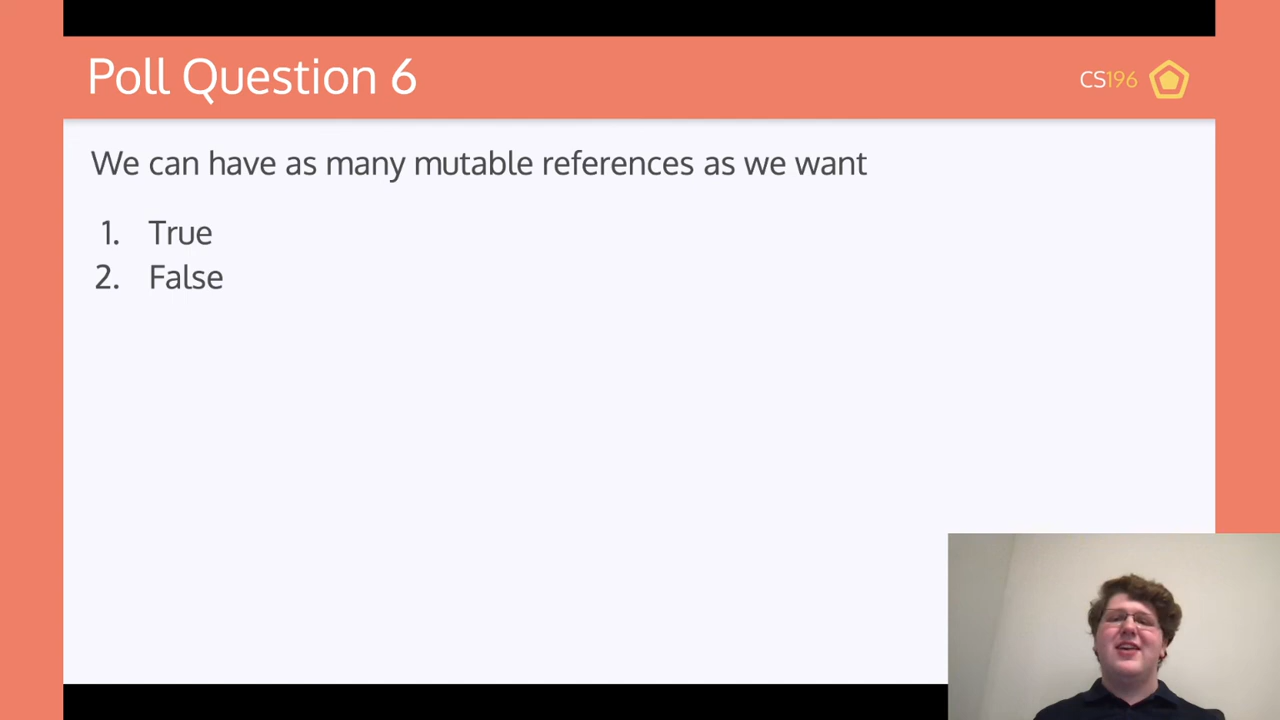 Poll Question 6
CS196
We can have as many mutable references as we want
1. True
2. False